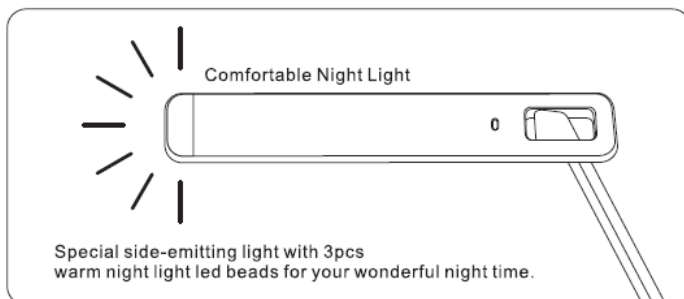 Comfortable Night Light
0
Special side-emitting light with 3pcs
warm night light led beads for your wonderful night time.